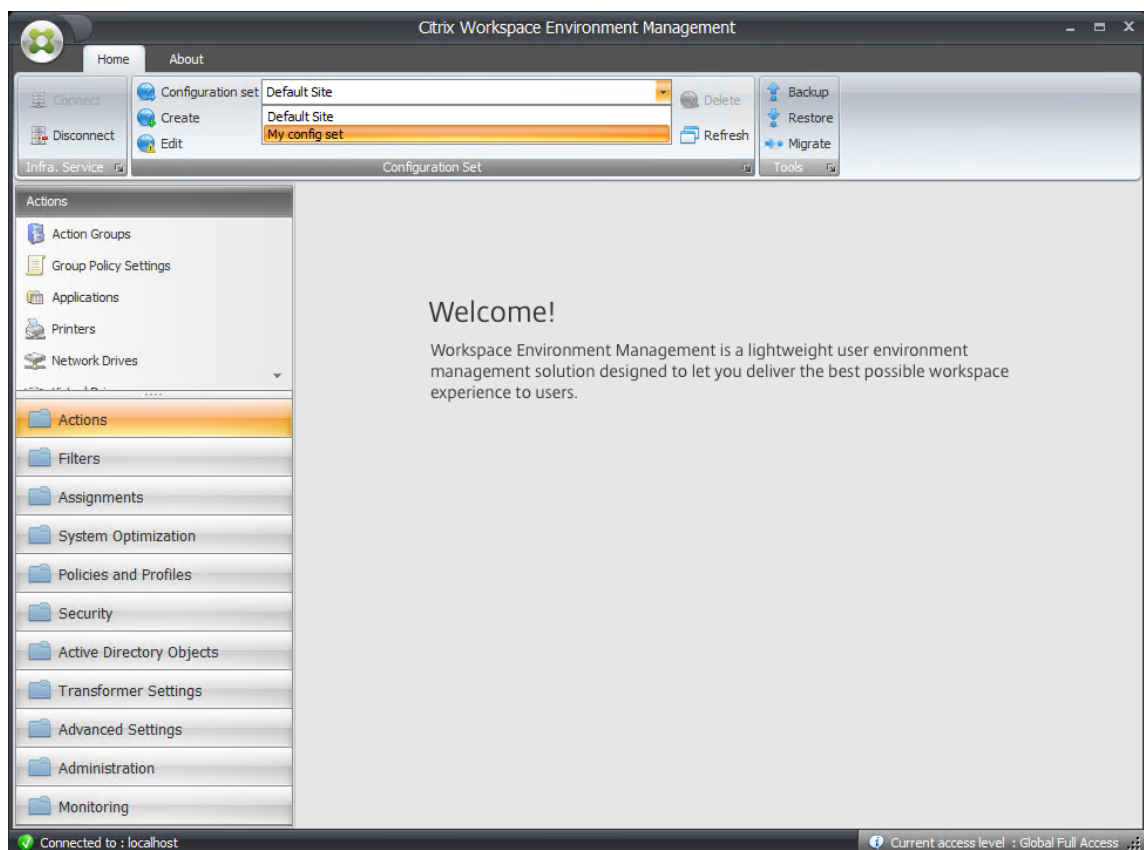 Citrix Workspace Environment Management
Home About
Connect
Disconnect
Infra. Service
Configuration set Default Site
Default Site
My config set
Create
Edit
Delete
Refresh
Configuration Set
Backup
Restore
Migrate
Tools
Actions
Action Groups
Group Policy Settings
Applications
Printers
Network Drives
Actions
Filters
Assignments
System Optimization
Policies and Profiles
Security
Active Directory Objects
Transformer Settings
Advanced Settings
Administration
Monitoring
Welcome!
Workspace Environment Management is a lightweight user environment
management solution designed to let you deliver the best possible workspace
experience to users.
Connected to : localhost
Current access level : Global Full Access